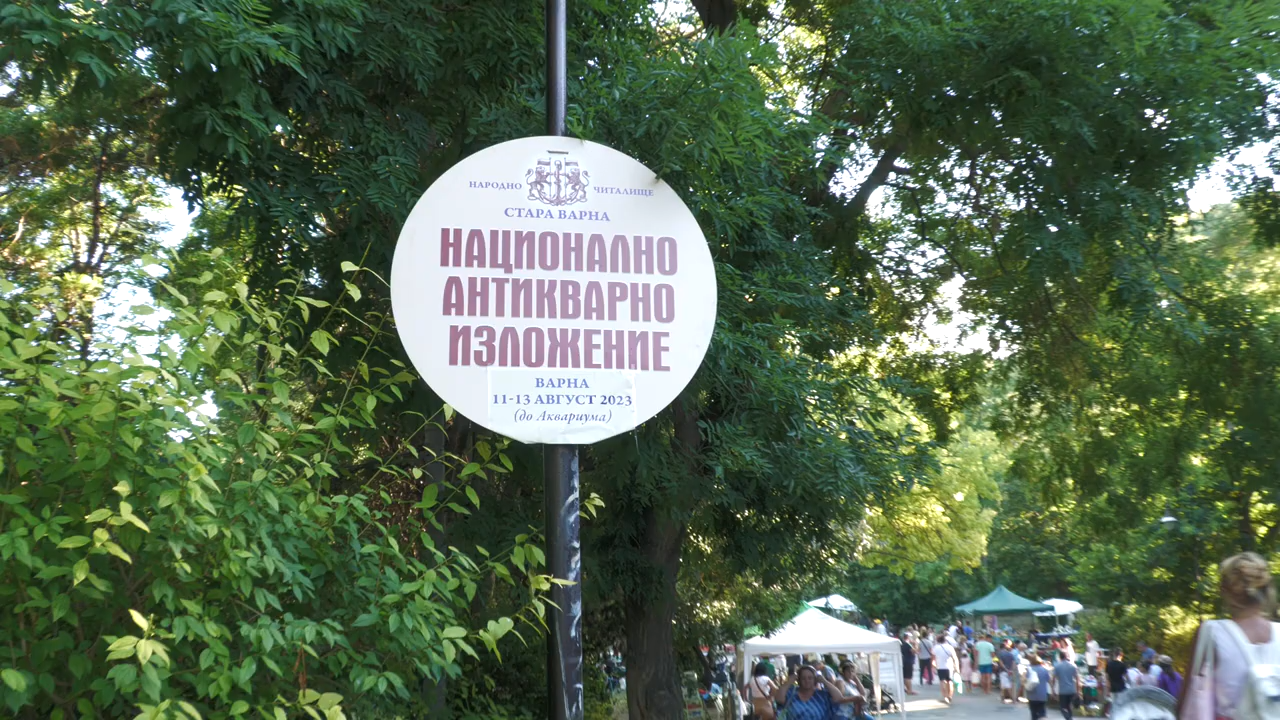 НАРОДНО ЧИТАЛИЩЕ
СТАРА ВАРНА
НАЦИОНАЛНО
АНТИКВАРНО
ИЗЛОЖЕНИЕ
ВАРНА
11-13 АВГУСТ 2023
(до Аквариума)